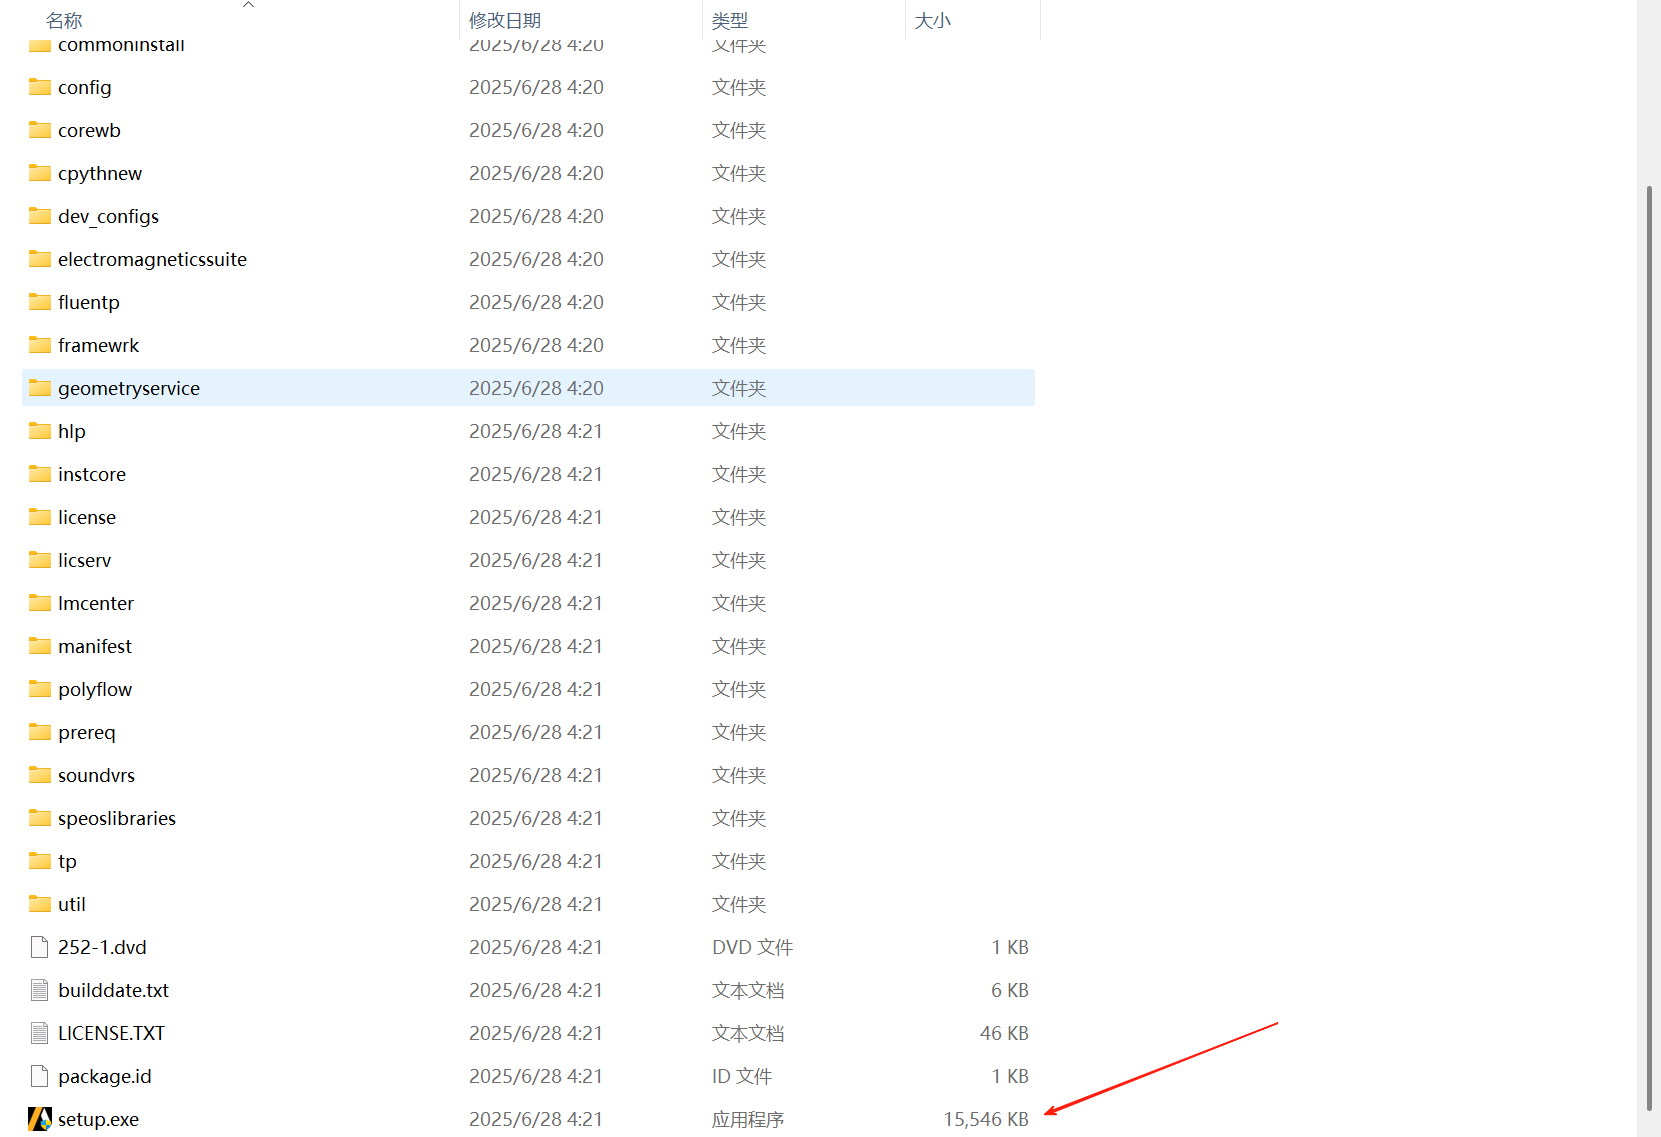 名称 修改日期 类型 大小
commoninstall 2025/6/28 4:20 文件夹
config 2025/6/28 4:20 文件夹
corewb 2025/6/28 4:20 文件夹
cpythnew 2025/6/28 4:20 文件夹
dev_configs 2025/6/28 4:20 文件夹
electromagneticssuite 2025/6/28 4:20 文件夹
fluentp 2025/6/28 4:20 文件夹
framewrk 2025/6/28 4:20 文件夹
geometryservice 2025/6/28 4:20 文件夹
hlp 2025/6/28 4:21 文件夹
instcore 2025/6/28 4:21 文件夹
license 2025/6/28 4:21 文件夹
licserv 2025/6/28 4:21 文件夹
lmcenter 2025/6/28 4:21 文件夹
manifest 2025/6/28 4:21 文件夹
polyflow 2025/6/28 4:21 文件夹
prereq 2025/6/28 4:21 文件夹
soundvrs 2025/6/28 4:21 文件夹
speoslibraries 2025/6/28 4:21 文件夹
tp 2025/6/28 4:21 文件夹
util 2025/6/28 4:21 文件夹
252-1.dvd 2025/6/28 4:21 DVD 文件 1 KB
builddate.txt 2025/6/28 4:21 文本文档 6 KB
LICENSE.TXT 2025/6/28 4:21 文本文档 46 KB
package.id 2025/6/28 4:21 ID 文件 1 KB
setup.exe 2025/6/28 4:21 应用程序 15,546 KB